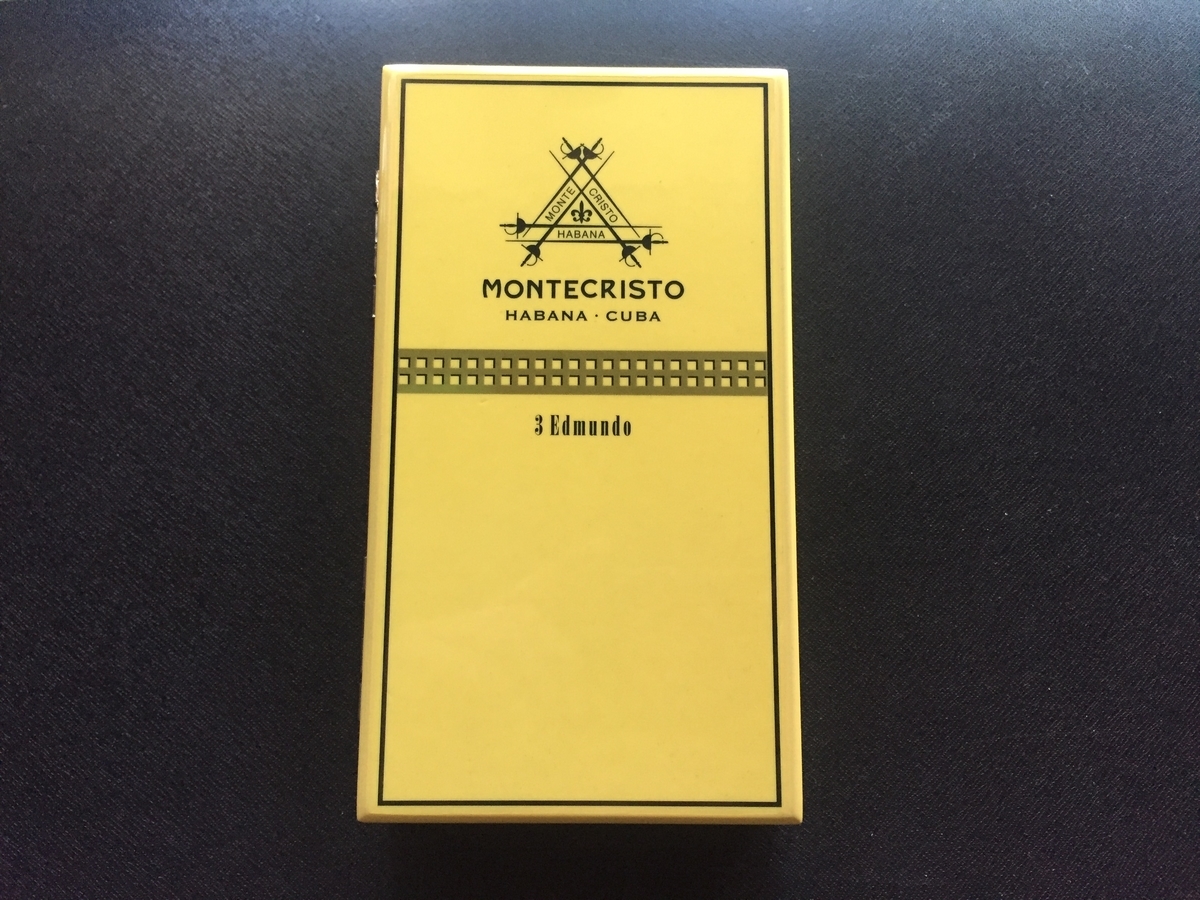 MONTE CRISTO
HABANA
MONTECRISTO
HABANA · CUBA
3 Edmundo